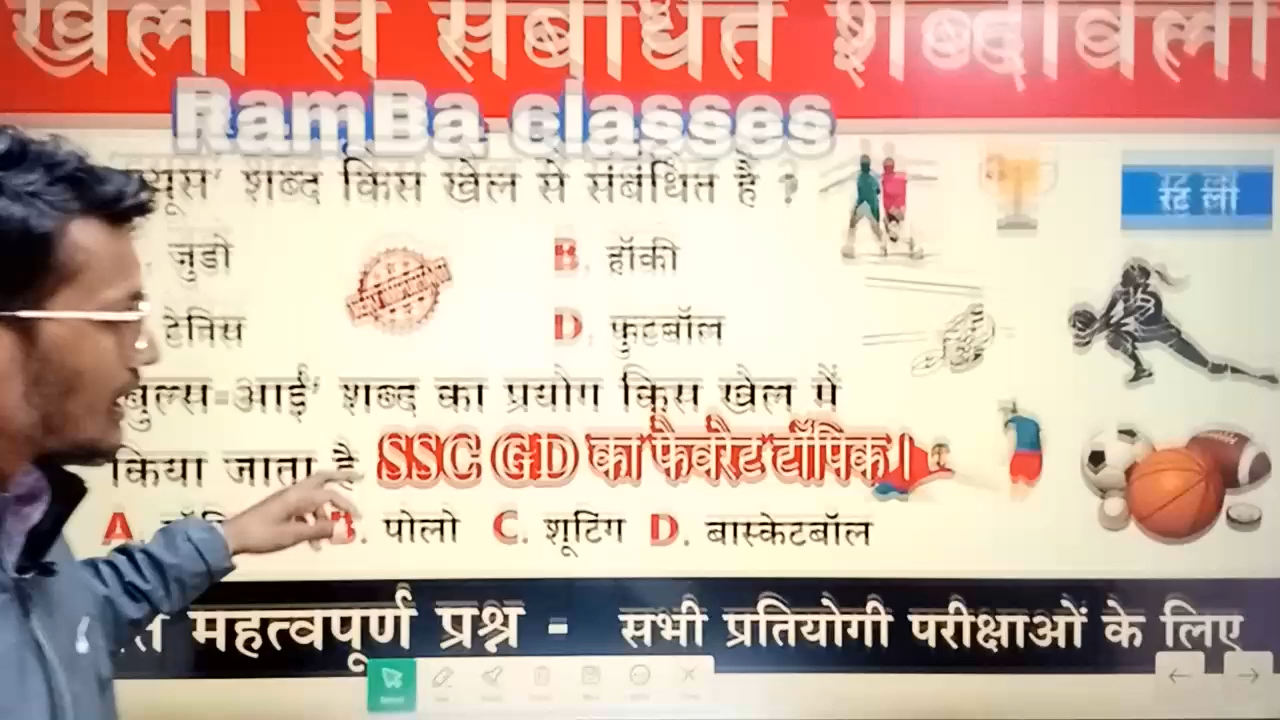 खेलों से संबंधित शब्दावली
RamBa classes
शब्द किस खेल से संबंधित है ?
रट लो
जुडो B. हॉकी
टेनिस D. फुटबॉल
बुल्स-आई' शब्द का प्रयोग किस खेल में
किया जाता है SSC GD का फैवरैट टॉपिक।
A. B. पोलो C. शूटिंग D. बास्केटबॉल
महत्वपूर्ण प्रश्न - सभी प्रतियोगी परीक्षाओं के लिए